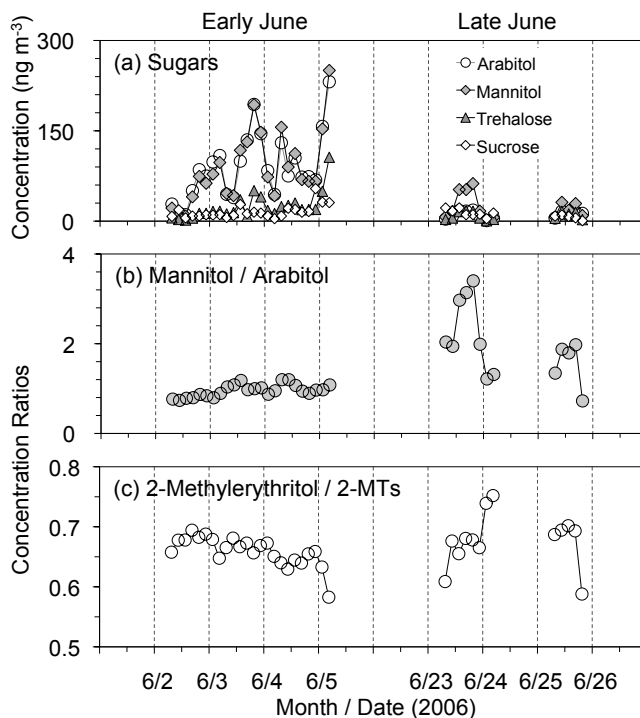 Early June
Late June
300
150
0
Concentration (ng m-3)
(a) Sugars
Arabitol
Mannitol
Trehalose
Sucrose
4
2
0
(b) Mannitol / Arabitol
Concentration Ratios
0.8
0.7
0.6
0.5
(c) 2-Methylerythritol / 2-MTs
6/2 6/3 6/4 6/5 6/23 6/24 6/25 6/26
Month / Date (2006)